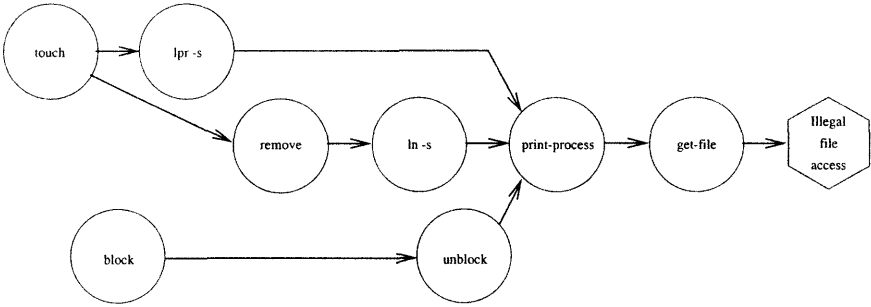 touch
lpr -s
remove
ln -s
print-process
get-file
Illegal
file
access
block
unblock